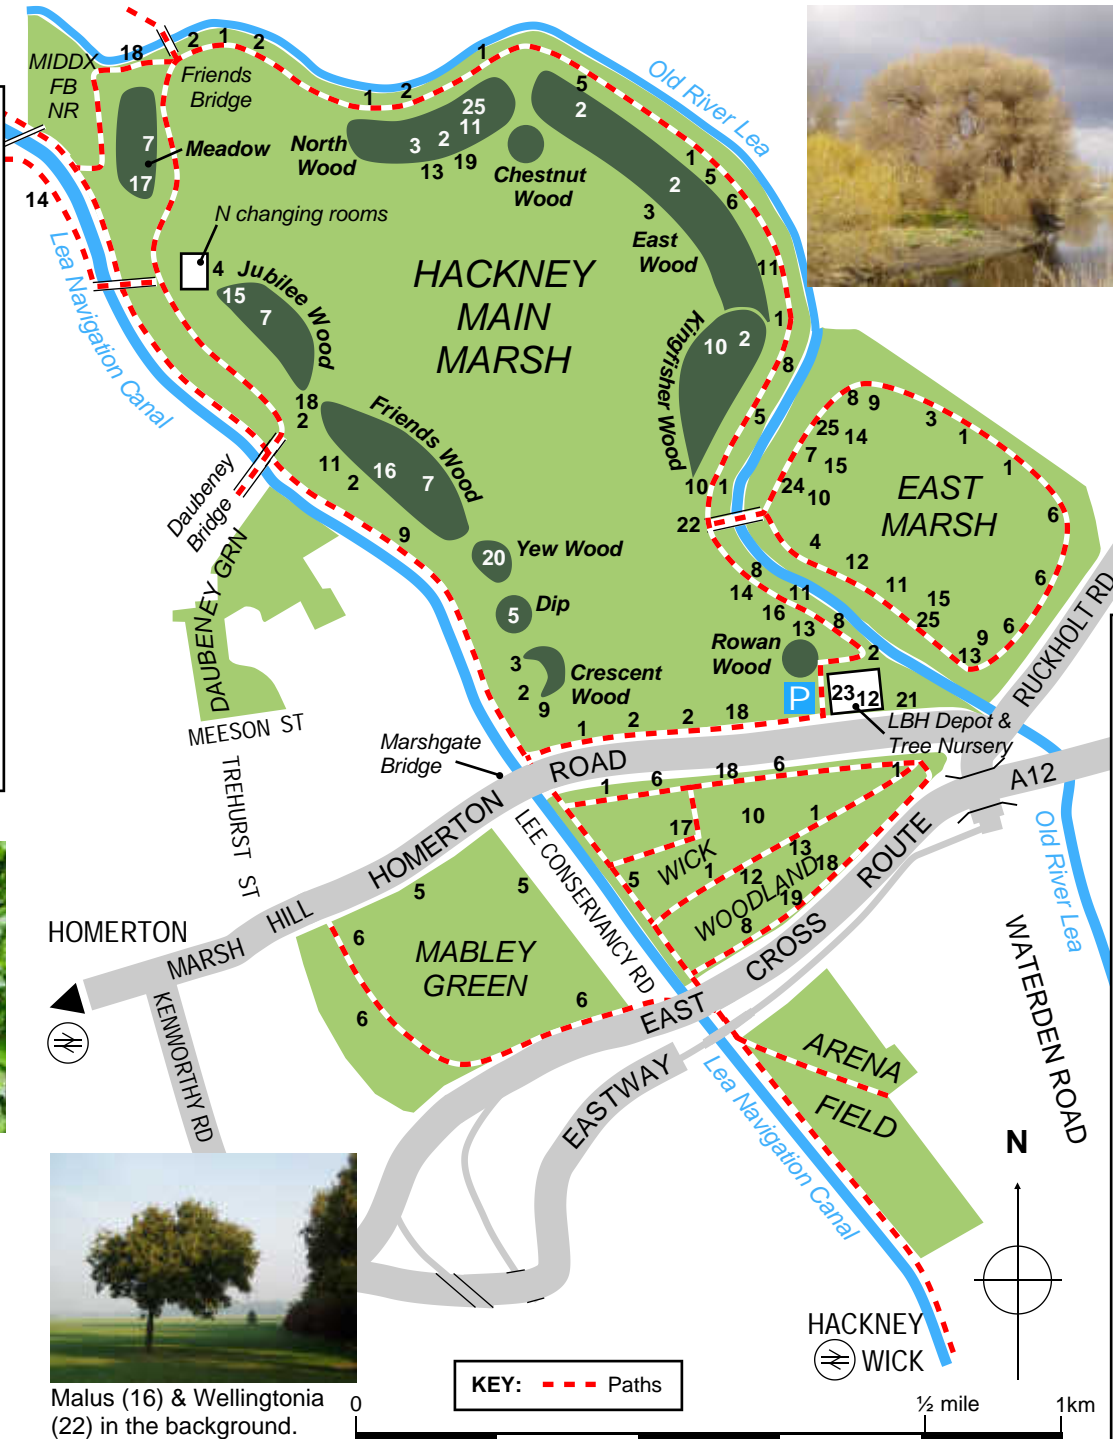 MIDDX
FB
NR
18
2
1
2
Friends
Bridge
1
2
1
Old River Lea
5
2
7
17
Meadow
North
Wood
25
11
3
2
13
19
Chestnut
Wood
1
5
6
2
3
East
Wood
11
1
14
N changing rooms
4
Jubilee Wood
15
7
HACKNEY
MAIN
MARSH
Lea Navigation Canal
Kingfisher Wood
10
2
8
5
10
1
22
18
2
Friends Wood
11
2
16
7
9
Daubeney
Bridge
DAUBENEY GRN
20
Yew Wood
5
Dip
3
2
9
Crescent
Wood
8
9
3
1
25
14
7
15
24
10
1
EAST
MARSH
6
6
4
12
11
15
25
9
6
13
8
14
11
16
13
8
2
Rowan
Wood
P
23
12
21
LBH Depot &
Tree Nursery
RUCKHOLT RD
MEESON ST
TREHURST ST
Marshgate
Bridge
1
2
2
18
HOMERTON ROAD
A12
Old River Lea
1
6
18
6
1
10
1
17
WICK
WOODLAND
5
1
12
13
18
19
8
LEE CONSERVANCY RD
5
5
6
6
6
MABLEY
GREEN
HOMERTON
MARSH HILL
KENWORTHY RD
EAST CROSS ROUTE
EASTWAY
ARENA
FIELD
WATERDEN ROAD
Lea Navigation Canal
N
HACKNEY
WICK
Malus (16) & Wellingtonia
(22) in the background.
KEY: Paths
0
½ mile
1km